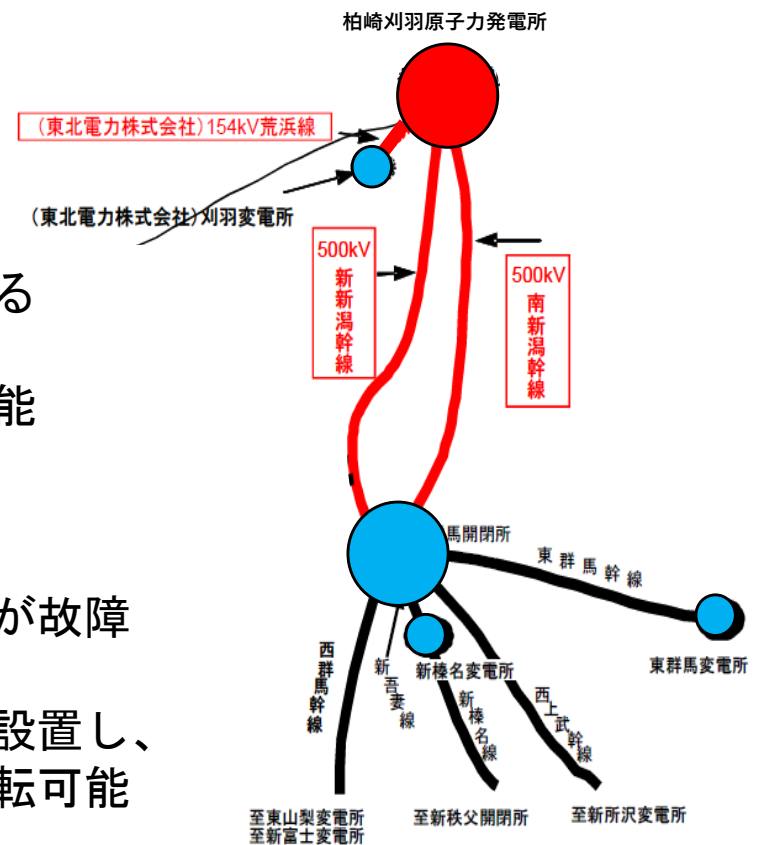 柏崎刈羽原子力発電所
(東北電力株式会社)154kV荒浜線
(東北電力株式会社)刈羽変電所
500kV
新新潟幹線
500kV
南新潟幹線
る
能
馬開閉所
東群馬幹線
が故障
西群馬幹線
新吾妻線
新榛名変電所
東群馬変電所
新榛名線
西上武幹線
設置し、
転可能
至東山梨変電所
至新富士変電所
至新秩父開閉所
至新所沢変電所